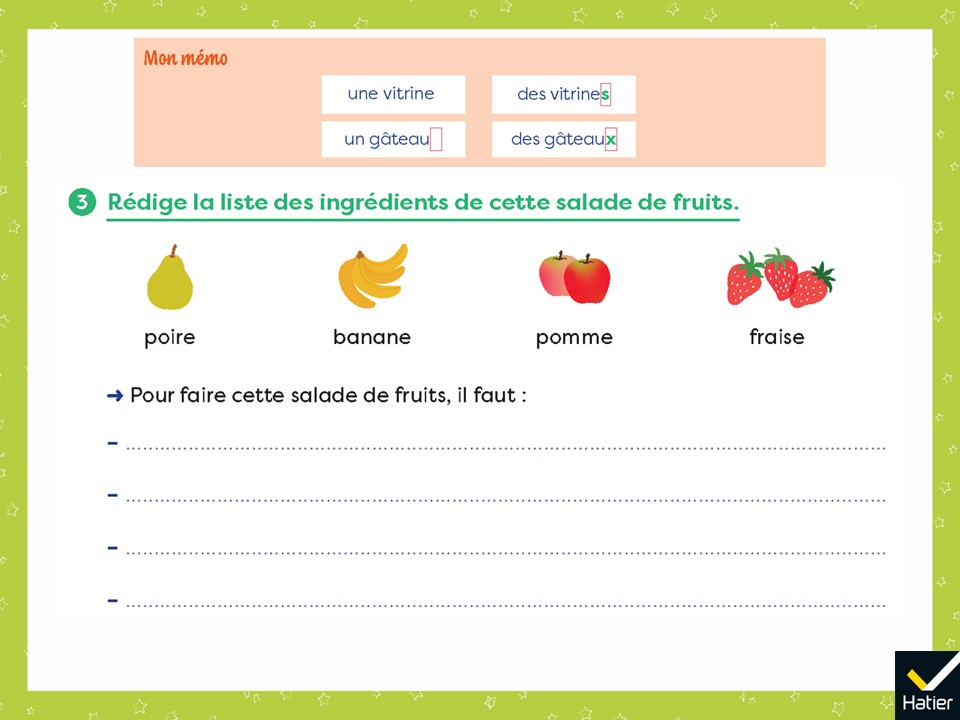 Mon mémo
une vitrine des vitrines
un gâteau des gâteaux
3 Rédige la liste des ingrédients de cette salade de fruits.
poire banane pomme fraise
➜ Pour faire cette salade de fruits, il faut :
–
–
–
–
Hatier